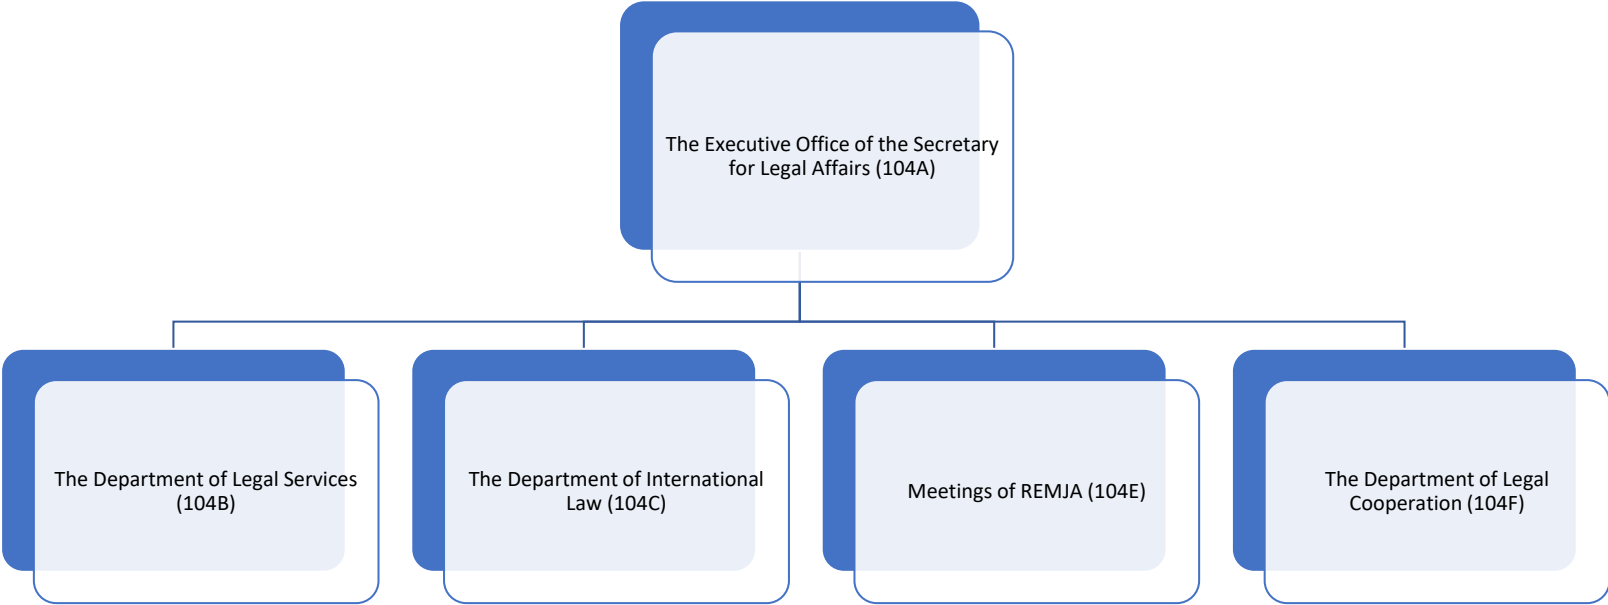 The Executive Office of the Secretary
for Legal Affairs (104A)
The Department of Legal Services
(104B)
The Department of International
Law (104C)
Meetings of REMJA (104E)
The Department of Legal
Cooperation (104F)